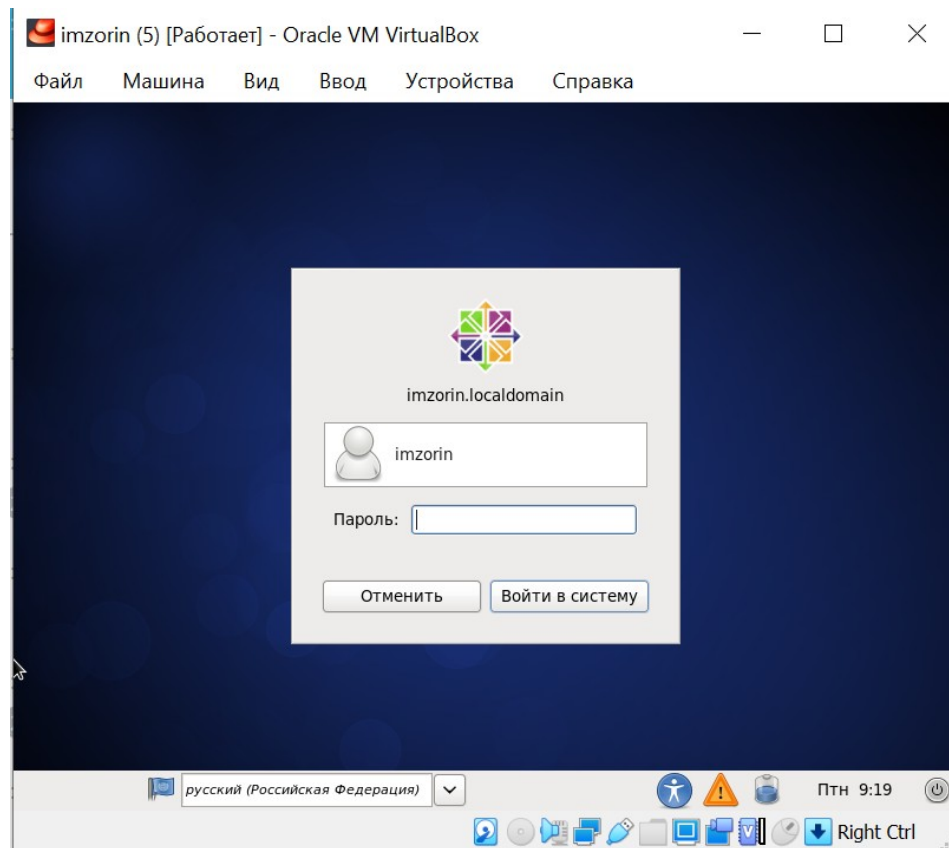 imzorin (5) [Работает] - Oracle VM VirtualBox
Файл Машина Вид Ввод Устройства Справка
imzorin.localdomain
imzorin
Пароль:
Отменить Войти в систему
русский (Российская Федерация)
Птн 9:19
Right Ctrl